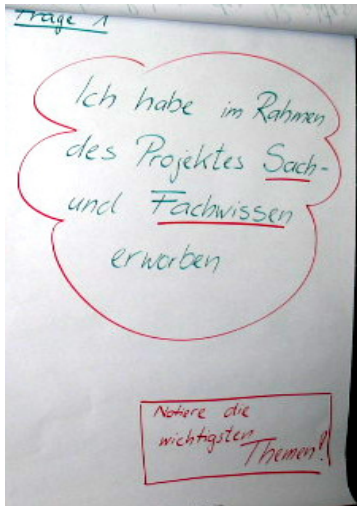 Frage 1
Ich habe im Rahmen
des Projektes Sach-
und Fachwissen
erworben
Notiere die
wichtigsten
Themen!